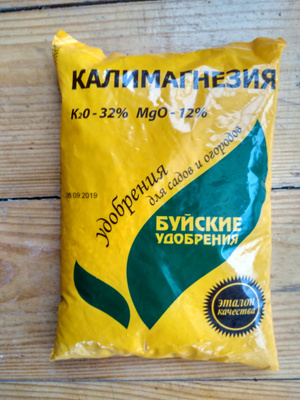 КАЛИМАГНЕЗИЯ
K₂O - 32% MgO - 12%
удобрения
для садов и огородов
09.2019
БУЙСКИЕ
УДОБРЕНИЯ
эталон
качества